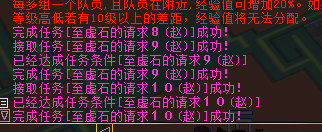 每多组一个队员,且队员在附近,经验值可增加20%。如
等级高低若有10级以上的差距,经验值将无法分配。
完成任务[至虚石的请求8(赵)]成功!
接取任务[至虚石的请求9(赵)]成功!
已经达成任务条件[至虚石的请求9(赵)]
完成任务[至虚石的请求9(赵)]成功!
接取任务[至虚石的请求10(赵)]成功!
已经达成任务条件[至虚石的请求10(赵)]
完成任务[至虚石的请求10(赵)]成功!